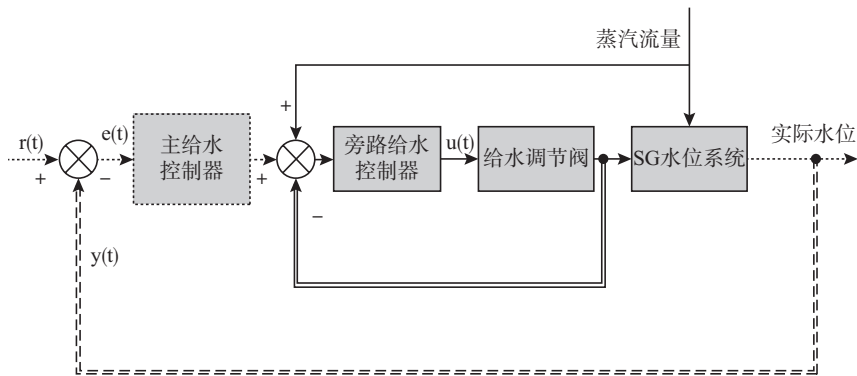 蒸汽流量
+
r(t)
+
−
e(t)
主给水
控制器
+
−
旁路给水
控制器
u(t)
给水调节阀
SG水位系统
实际水位
y(t)